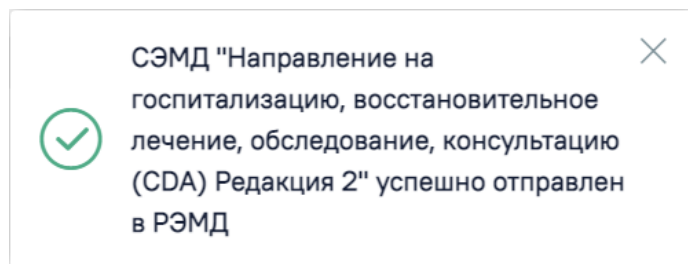 СЭМД "Направление на
госпитализацию, восстановительное
лечение, обследование, консультацию
(CDA) Редакция 2" успешно отправлен
в РЭМД